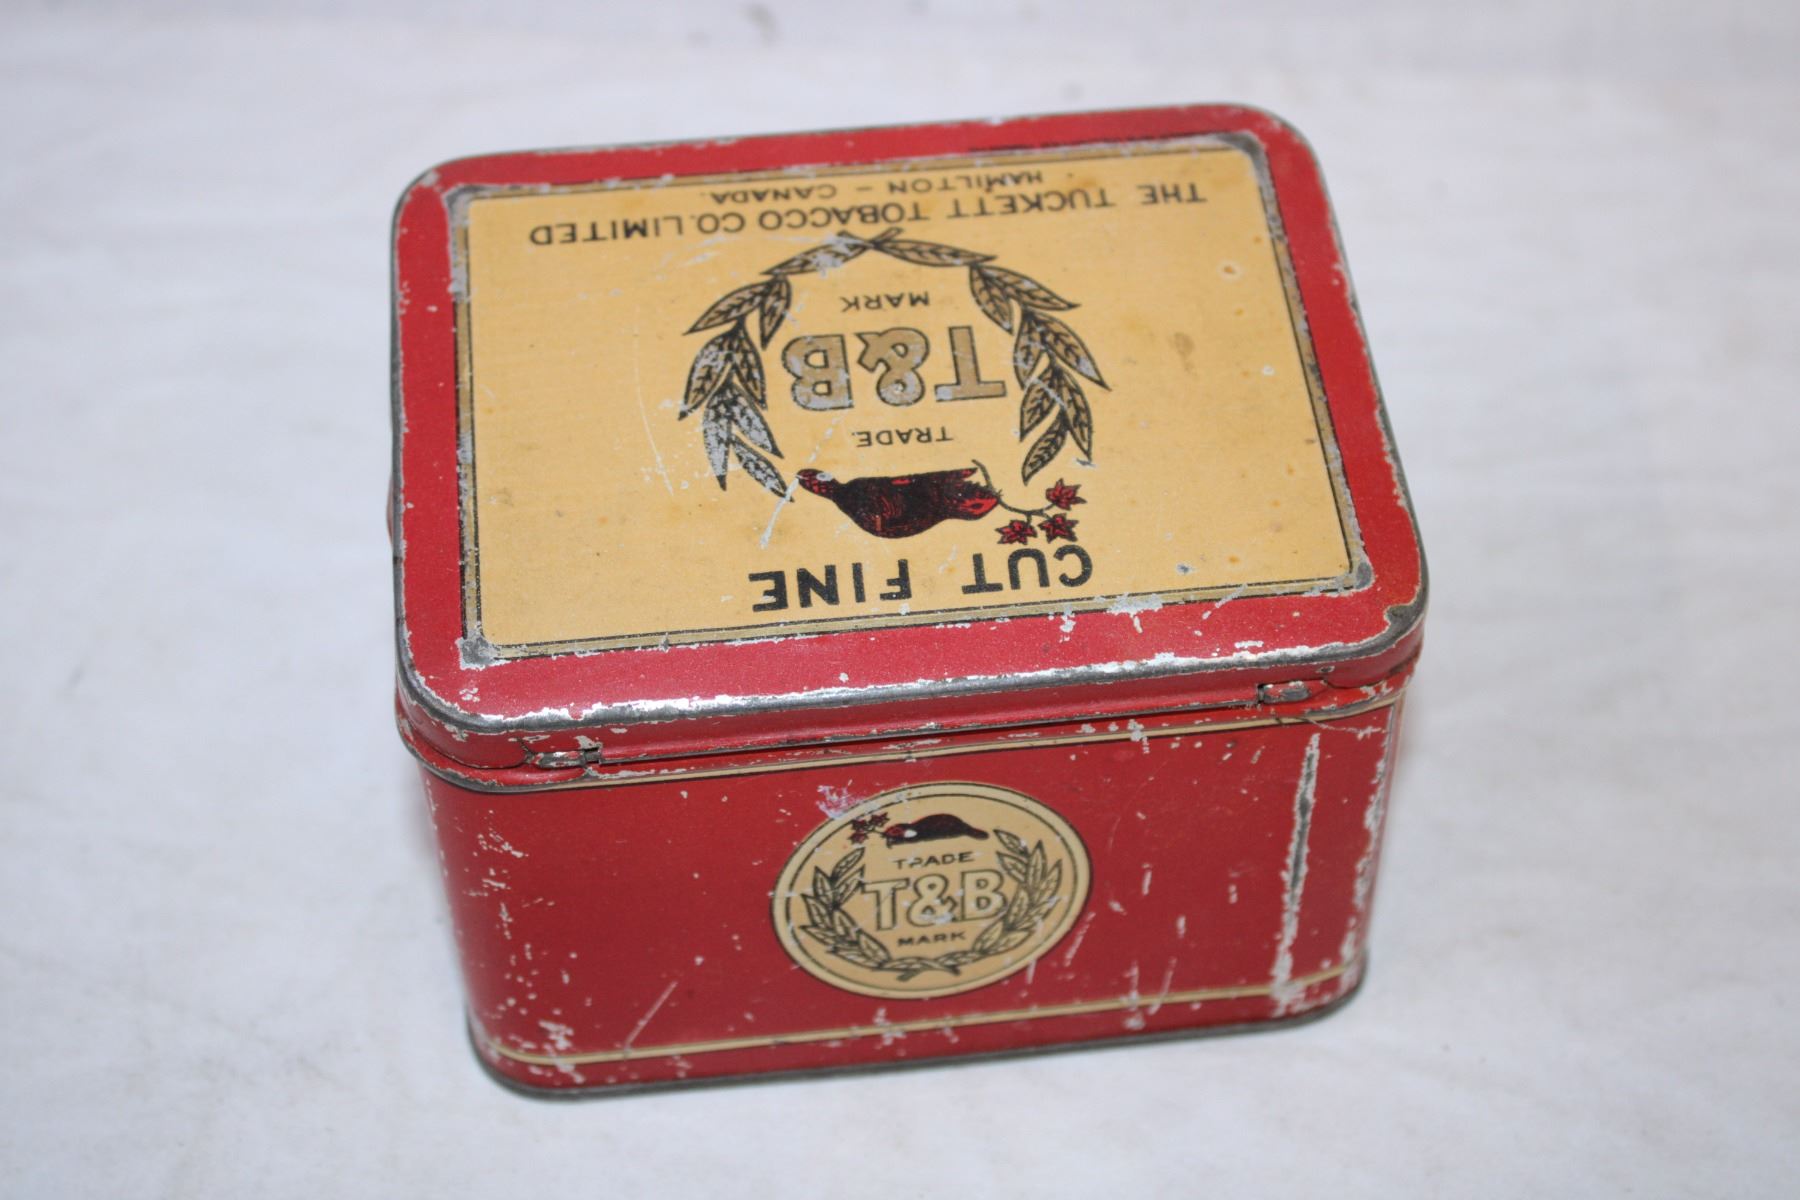 CUT FINE
TRADE
T&B
MARK
THE TUCKETT TOBACCO CO. LIMITED
HAMILTON - CANADA.
TRADE
T&B
MARK